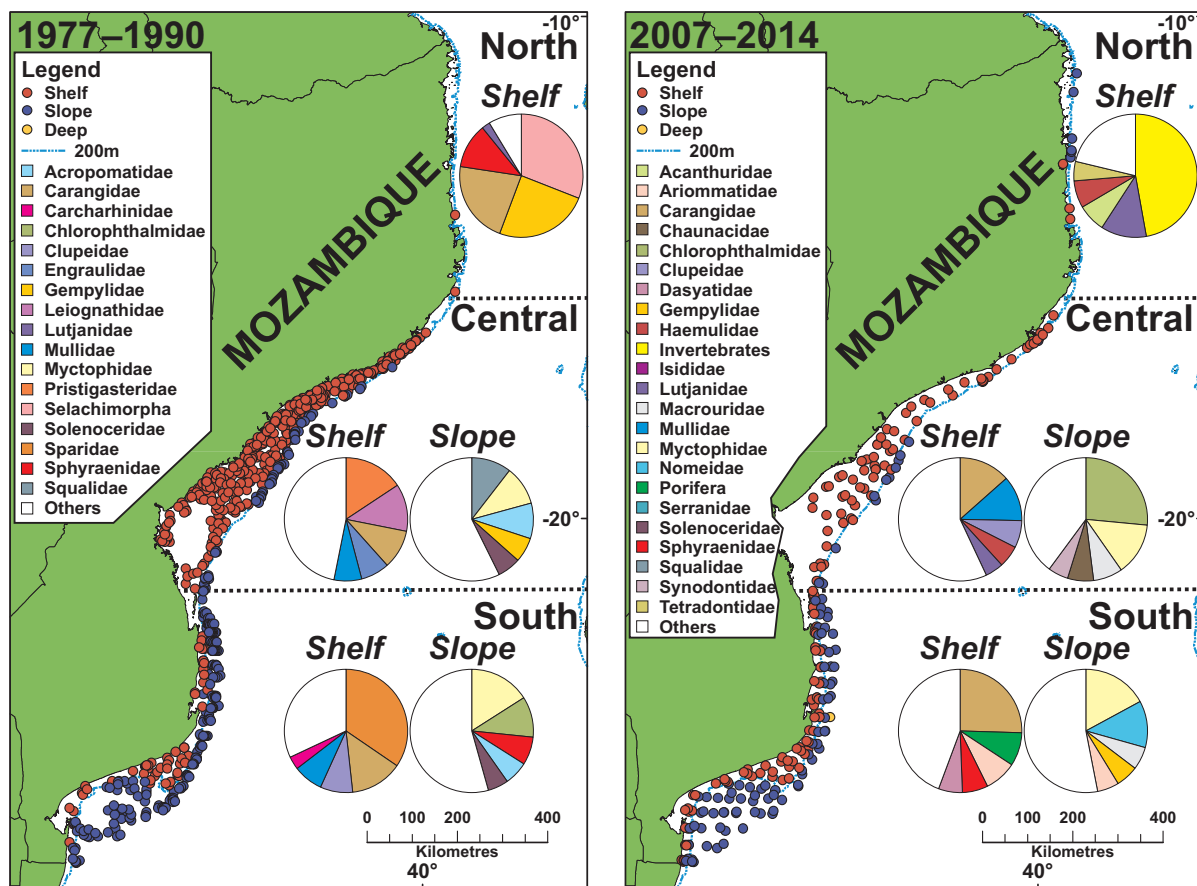 1977–1990
Legend
Shelf
Slope
Deep
200m
Acropomatidae
Carangidae
Carcharhinidae
Chlorophthalmidae
Clupeidae
Engraulidae
Gempylidae
Leiognathidae
Lutjanidae
Mullidae
Myctophidae
Pristigasteridae
Selachimorpha
Solenoceridae
Sparidae
Sphyraenidae
Squalidae
Others
MOZAMBIQUE
-10°
North
Shelf
Central
Shelf
Slope
-20°
South
Shelf
Slope
0 100 200 400
Kilometres
40°
2007–2014
Legend
Shelf
Slope
Deep
200m
Acanthuridae
Ariommatidae
Carangidae
Chaunacidae
Chlorophthalmidae
Clupeidae
Dasyatidae
Gempylidae
Haemulidae
Invertebrates
Isididae
Lutjanidae
Macrouridae
Mullidae
Myctophidae
Nomeidae
Porifera
Serranidae
Solenoceridae
Sphyraenidae
Squalidae
Synodontidae
Tetradontidae
Others
MOZAMBIQUE
-10°
North
Shelf
Central
Shelf
Slope
-20°
South
Shelf
Slope
0 100 200 400
Kilometres
40°